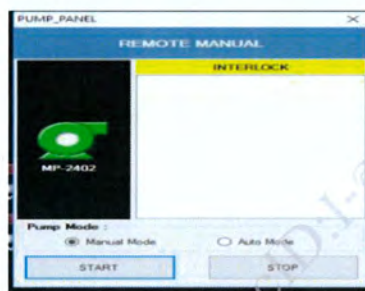 PUMP_PANEL
REMOTE MANUAL
INTERLOCK
MP-2402
Pump Mode :
Manual Mode
Auto Mode
START
STOP